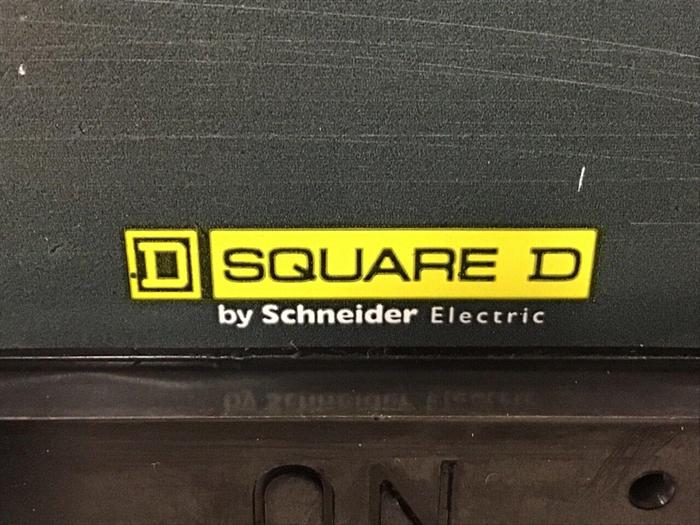 D SQUARE D
by Schneider Electric
ON